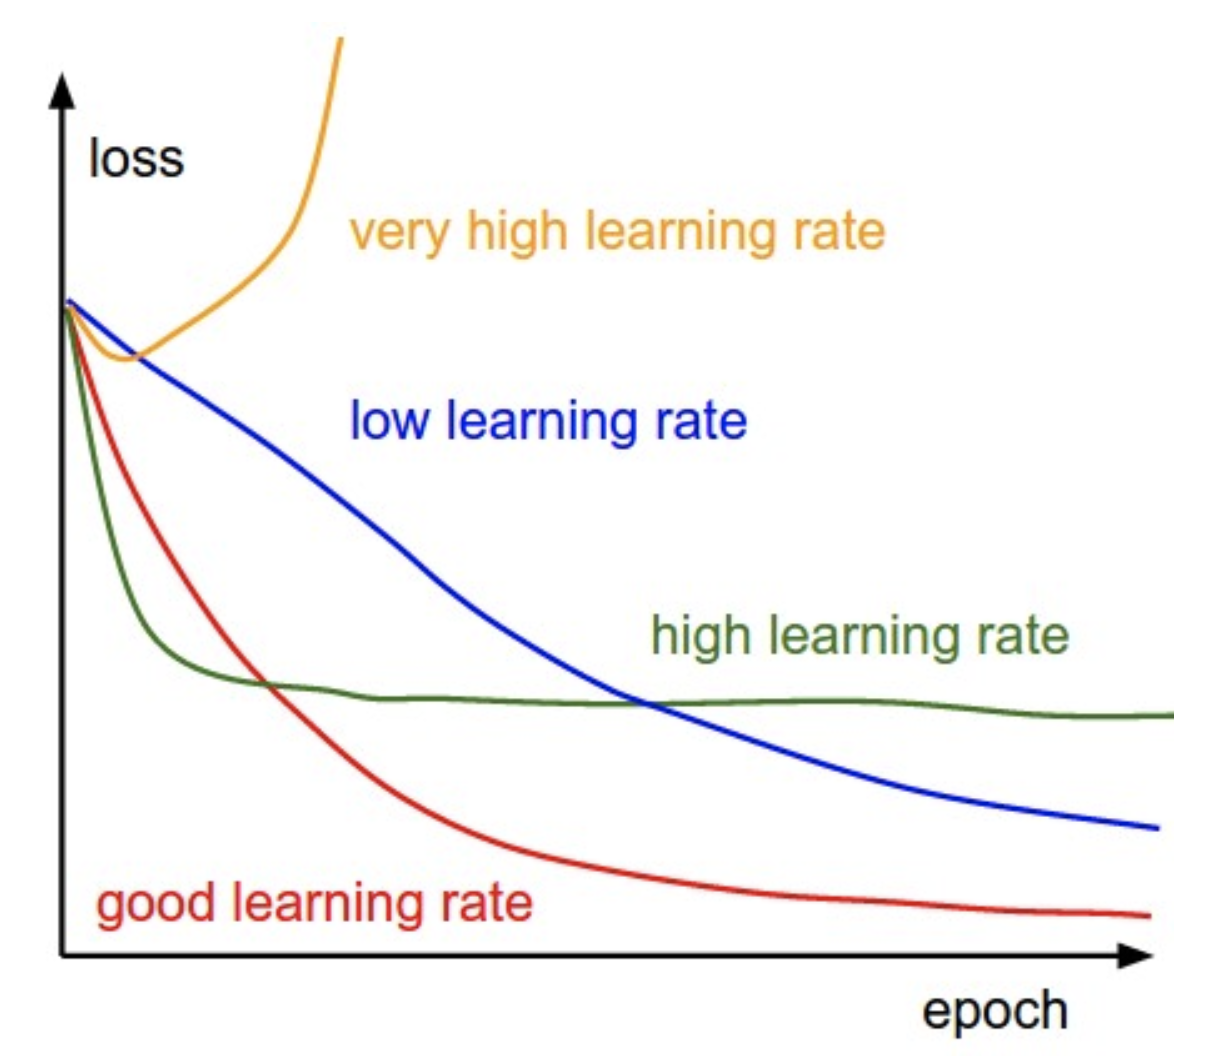 loss
very high learning rate
low learning rate
high learning rate
good learning rate
epoch